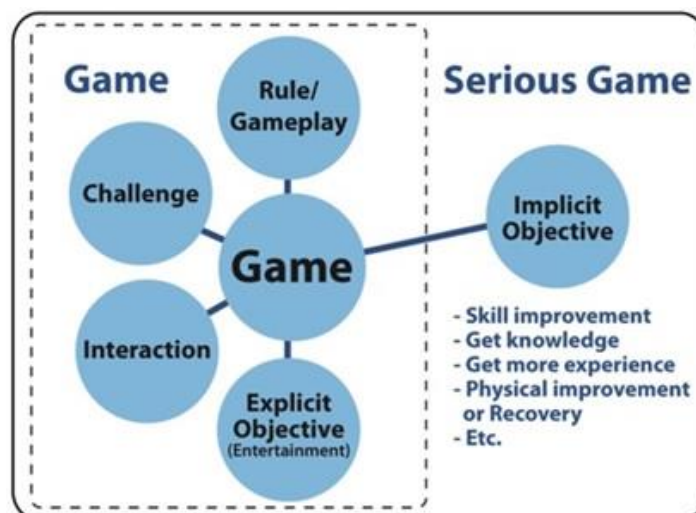 Game
Serious Game
Rule/
Gameplay
Challenge
Implicit
Objective
Game
Interaction
Explicit
Objective
(Entertainment)
- Skill improvement
- Get knowledge
- Get more experience
- Physical improvement
or Recovery
- Etc.